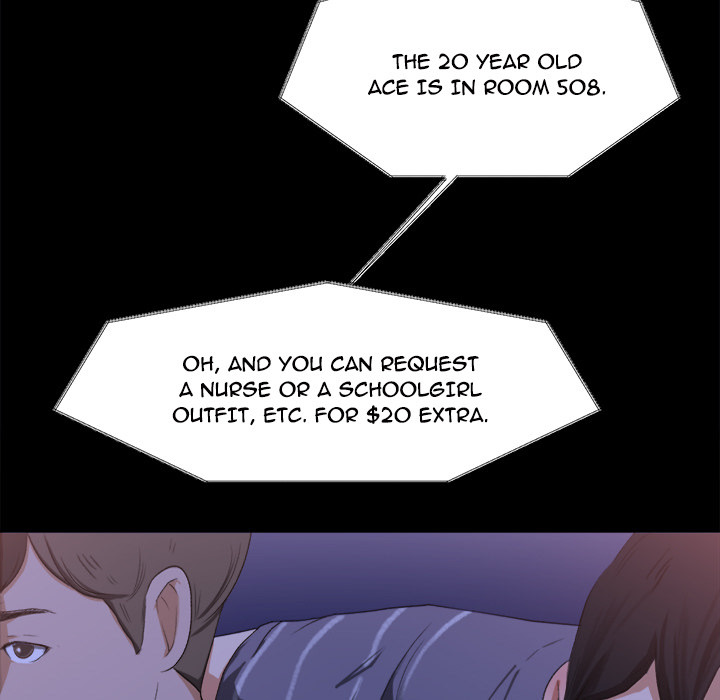 THE 20 YEAR OLD
ACE IS IN ROOM 508.
OH, AND YOU CAN REQUEST
A NURSE OR A SCHOOLGIRL
OUTFIT, ETC. FOR $20 EXTRA.